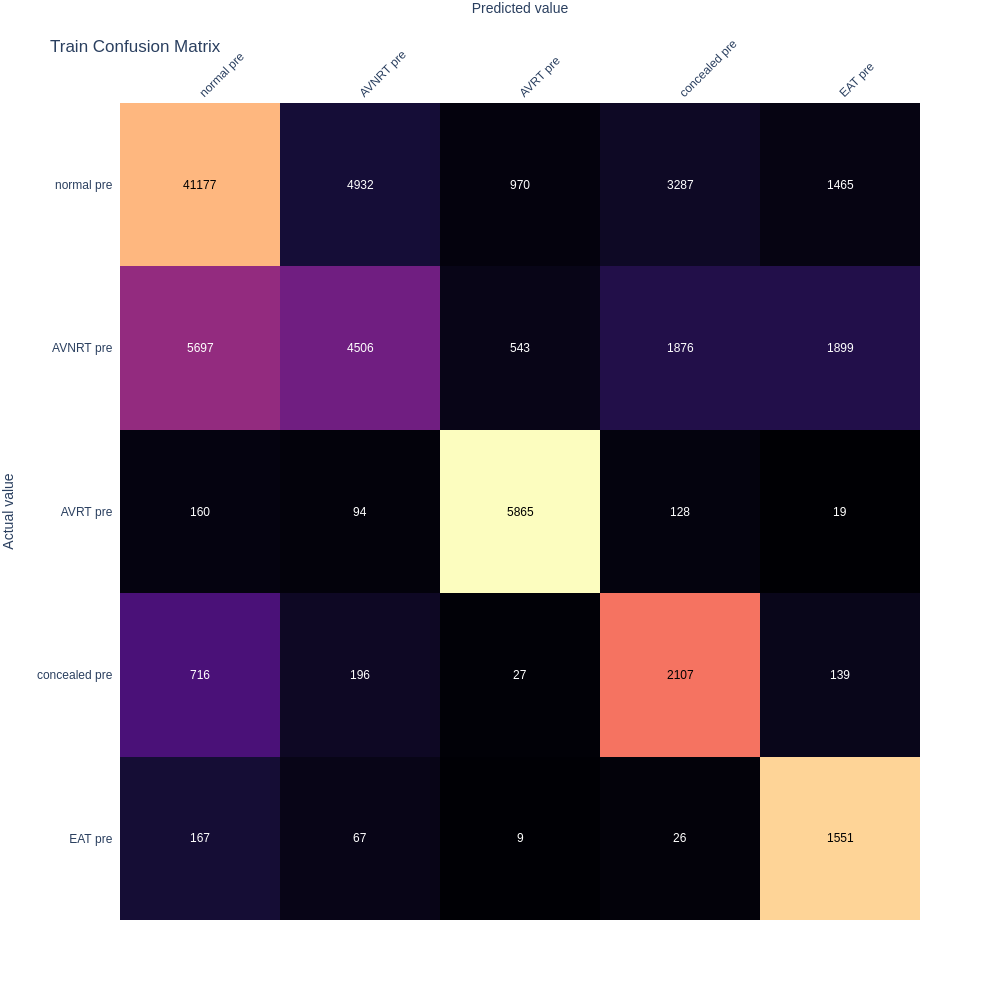 Predicted value
Train Confusion Matrix
normal pre
AVNRT pre
AVRT pre
concealed pre
EAT pre
normal pre 41177 4932 970 3287 1465
AVNRT pre 5697 4506 543 1876 1899
Actual value
AVRT pre 160 94 5865 128 19
concealed pre 716 196 27 2107 139
EAT pre 167 67 9 26 1551